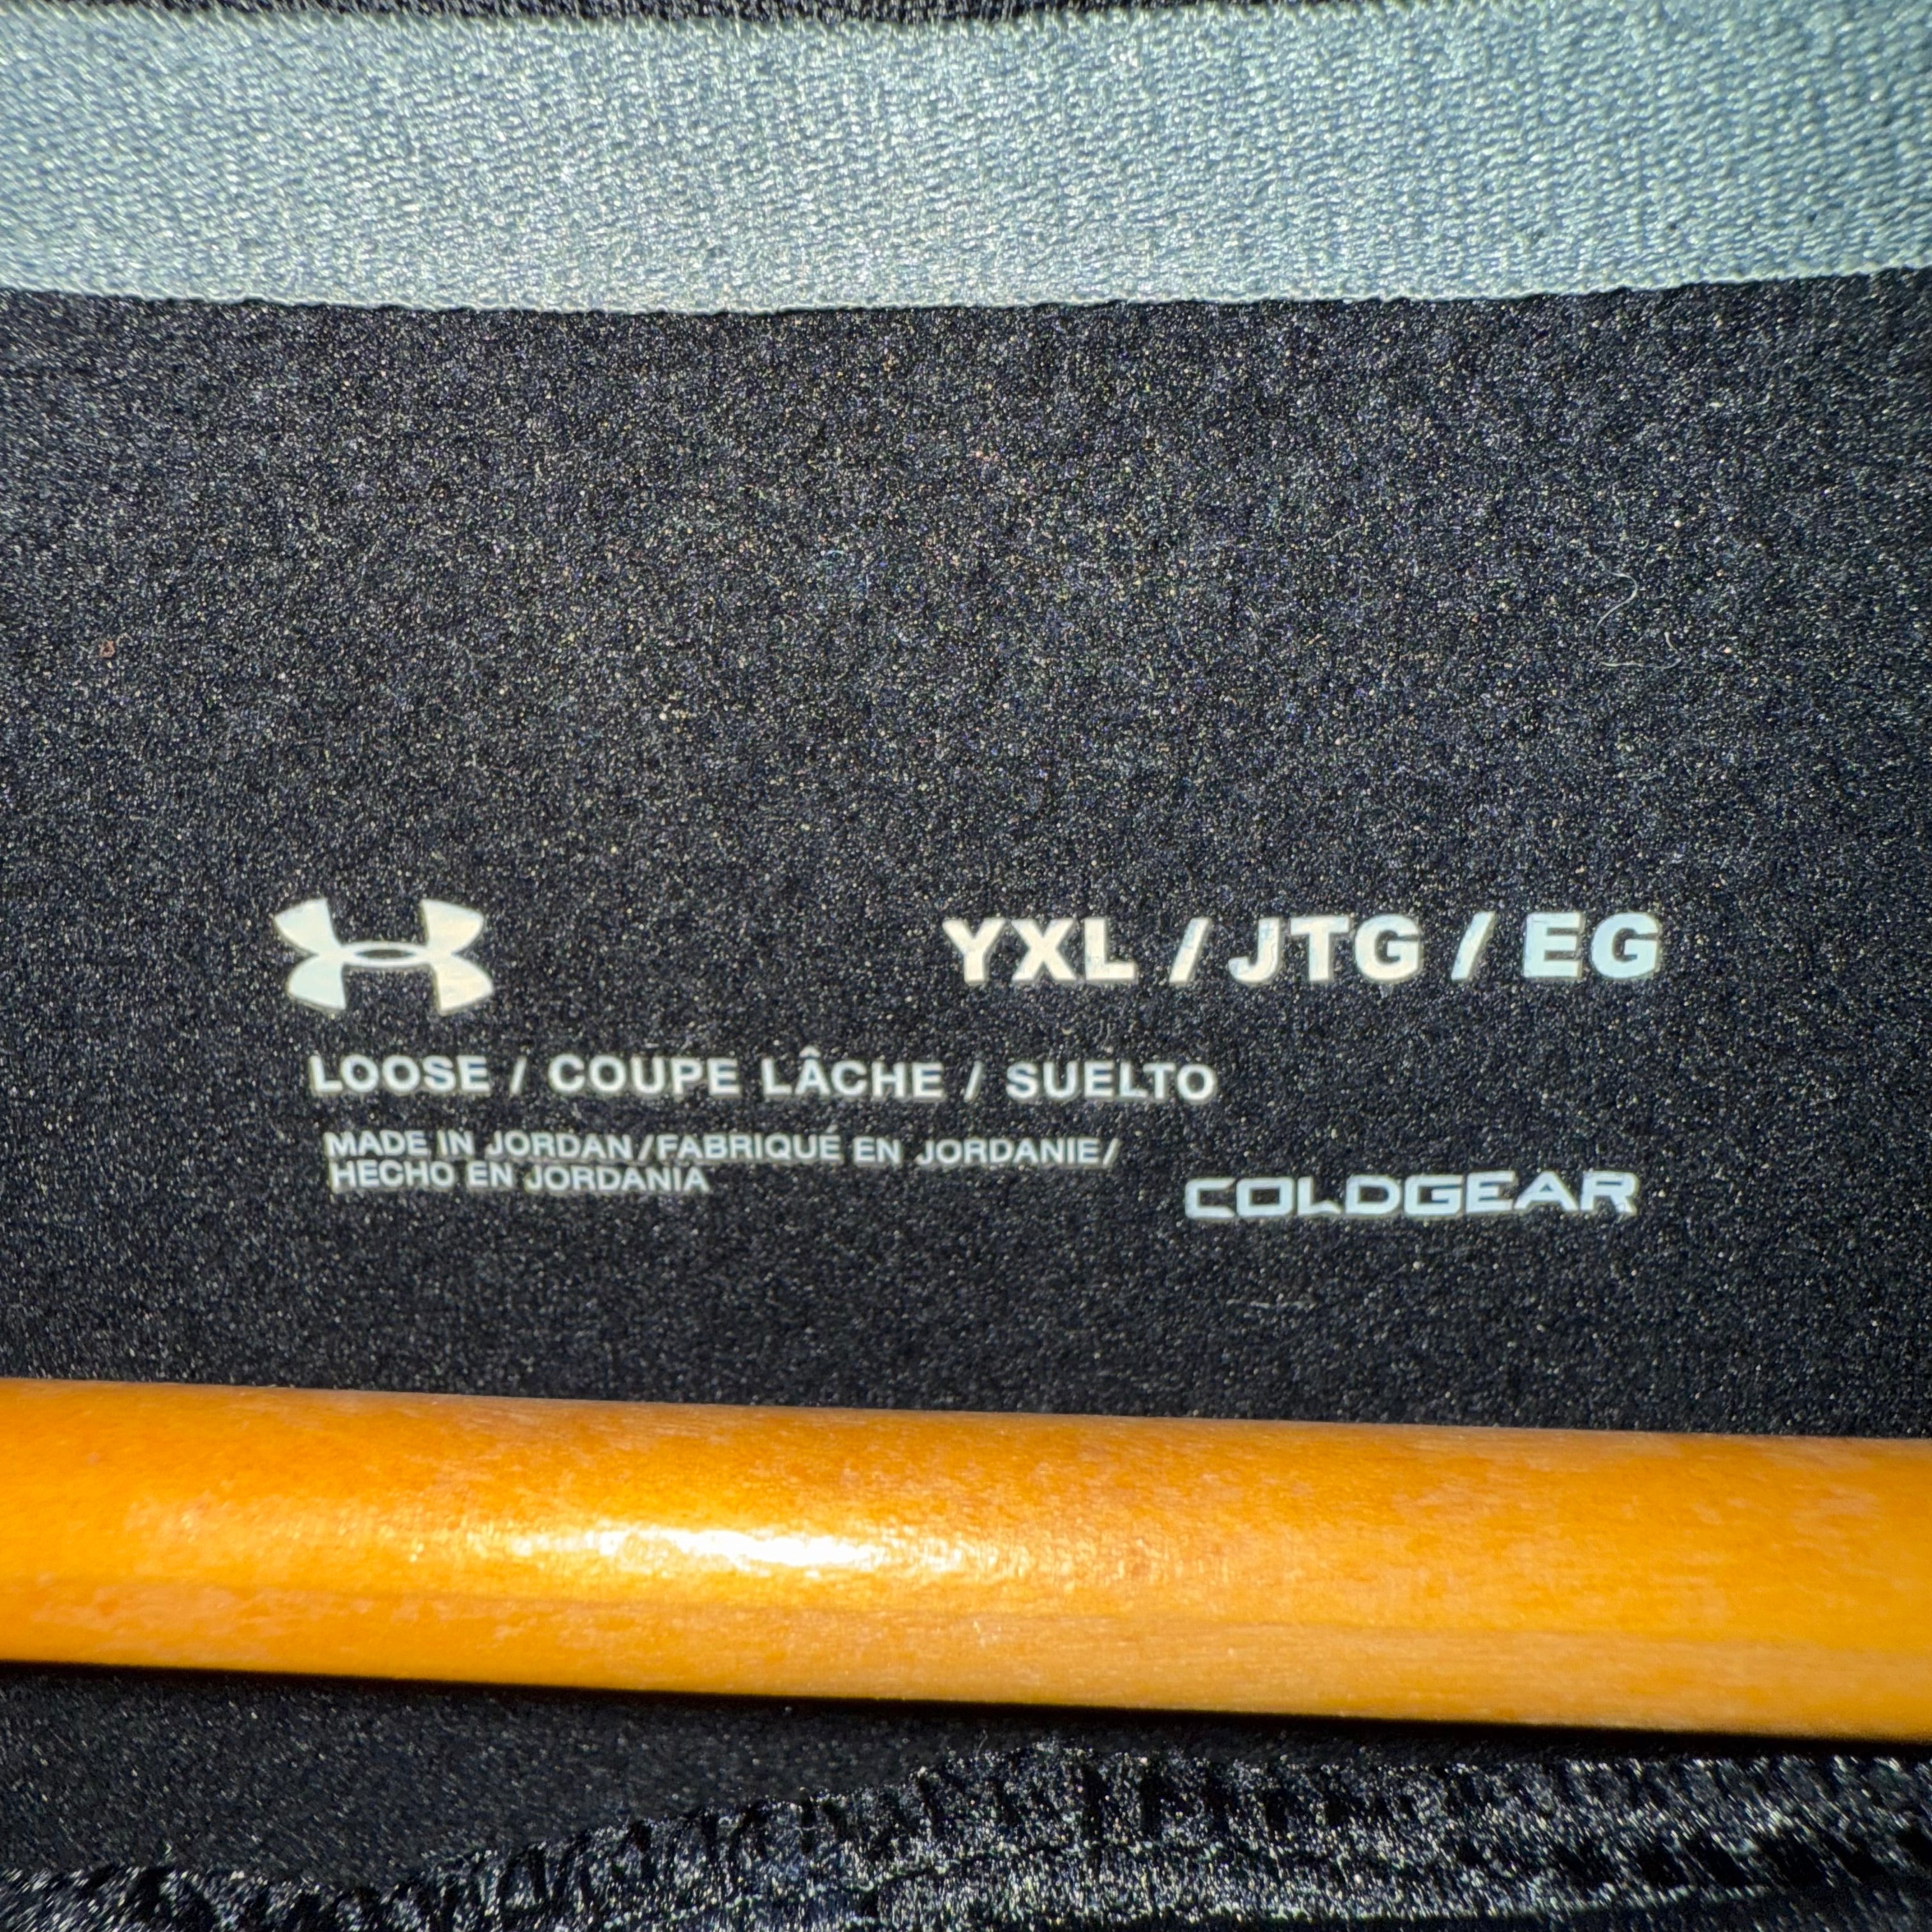 YXL / JTG / EG
LOOSE / COUPE LÂCHE / SUELTO
MADE IN JORDAN/FABRIQUÉ EN JORDANIE/
HECHO EN JORDANIA
COLDGEAR